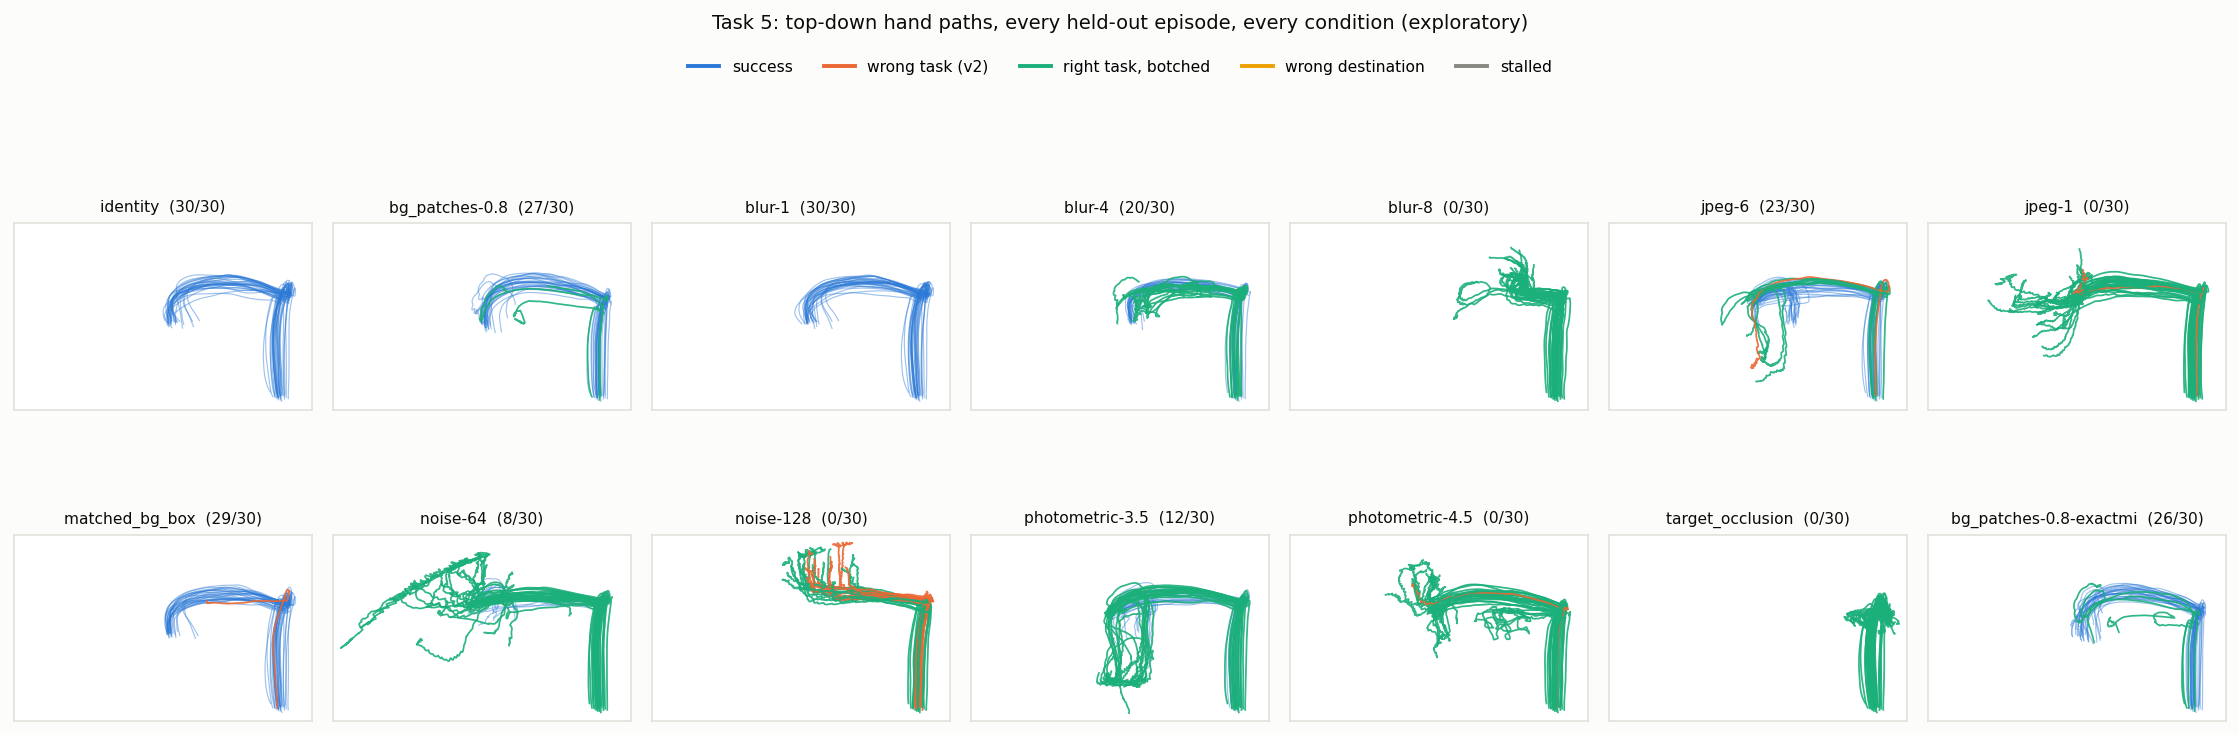 Task 5: top-down hand paths, every held-out episode, every condition (exploratory)
success wrong task (v2) right task, botched wrong destination stalled
identity (30/30) bg_patches-0.8 (27/30) blur-1 (30/30) blur-4 (20/30) blur-8 (0/30) jpeg-6 (23/30) jpeg-1 (0/30)
matched_bg_box (29/30) noise-64 (8/30) noise-128 (0/30) photometric-3.5 (12/30) photometric-4.5 (0/30) target_occlusion (0/30) bg_patches-0.8-exactmi (26/30)